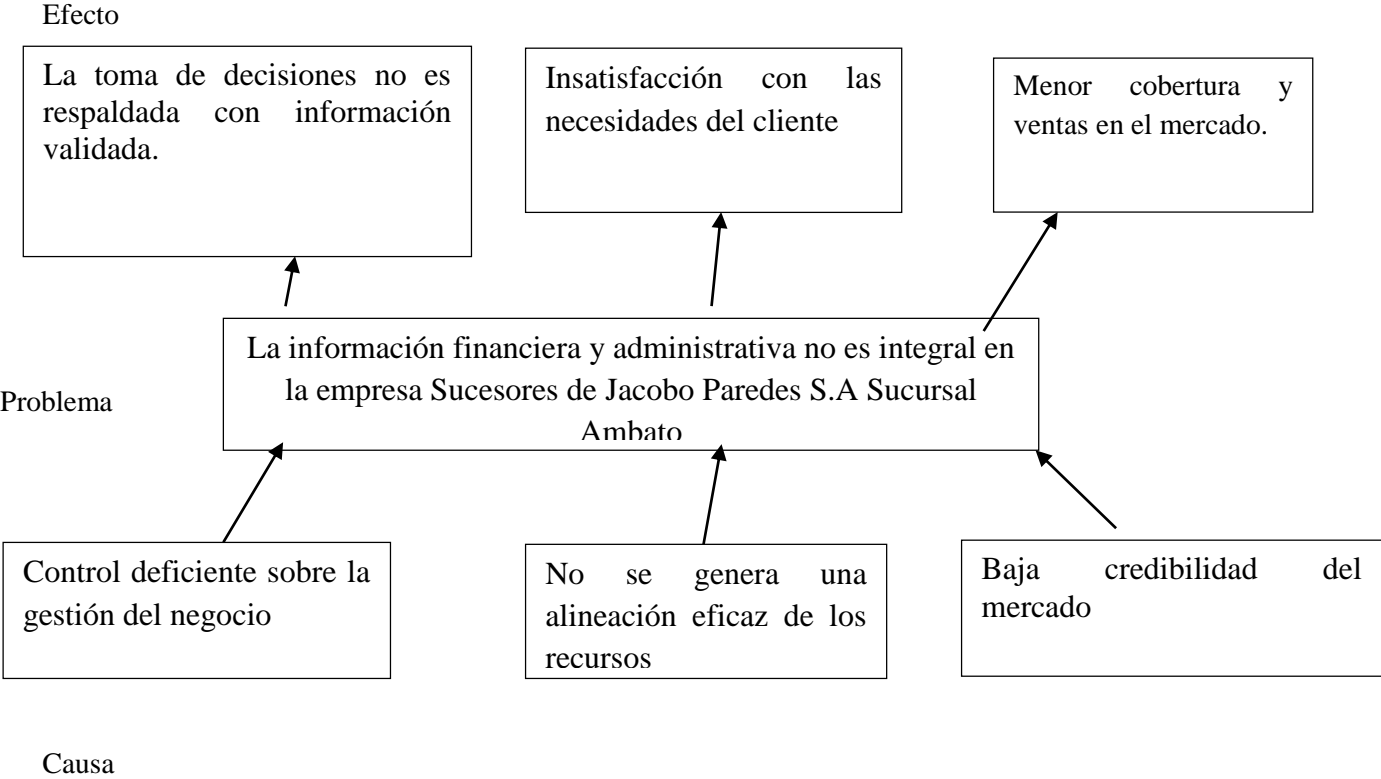 Efecto
La toma de decisiones no es
respaldada con información
validada.
Insatisfacción con las
necesidades del cliente
Menor cobertura y
ventas en el mercado.
La información financiera y administrativa no es integral en
la empresa Sucesores de Jacobo Paredes S.A Sucursal
Ambato
Problema
Control deficiente sobre la
gestión del negocio
No se genera una
alineación eficaz de los
recursos
Baja credibilidad del
mercado
Causa